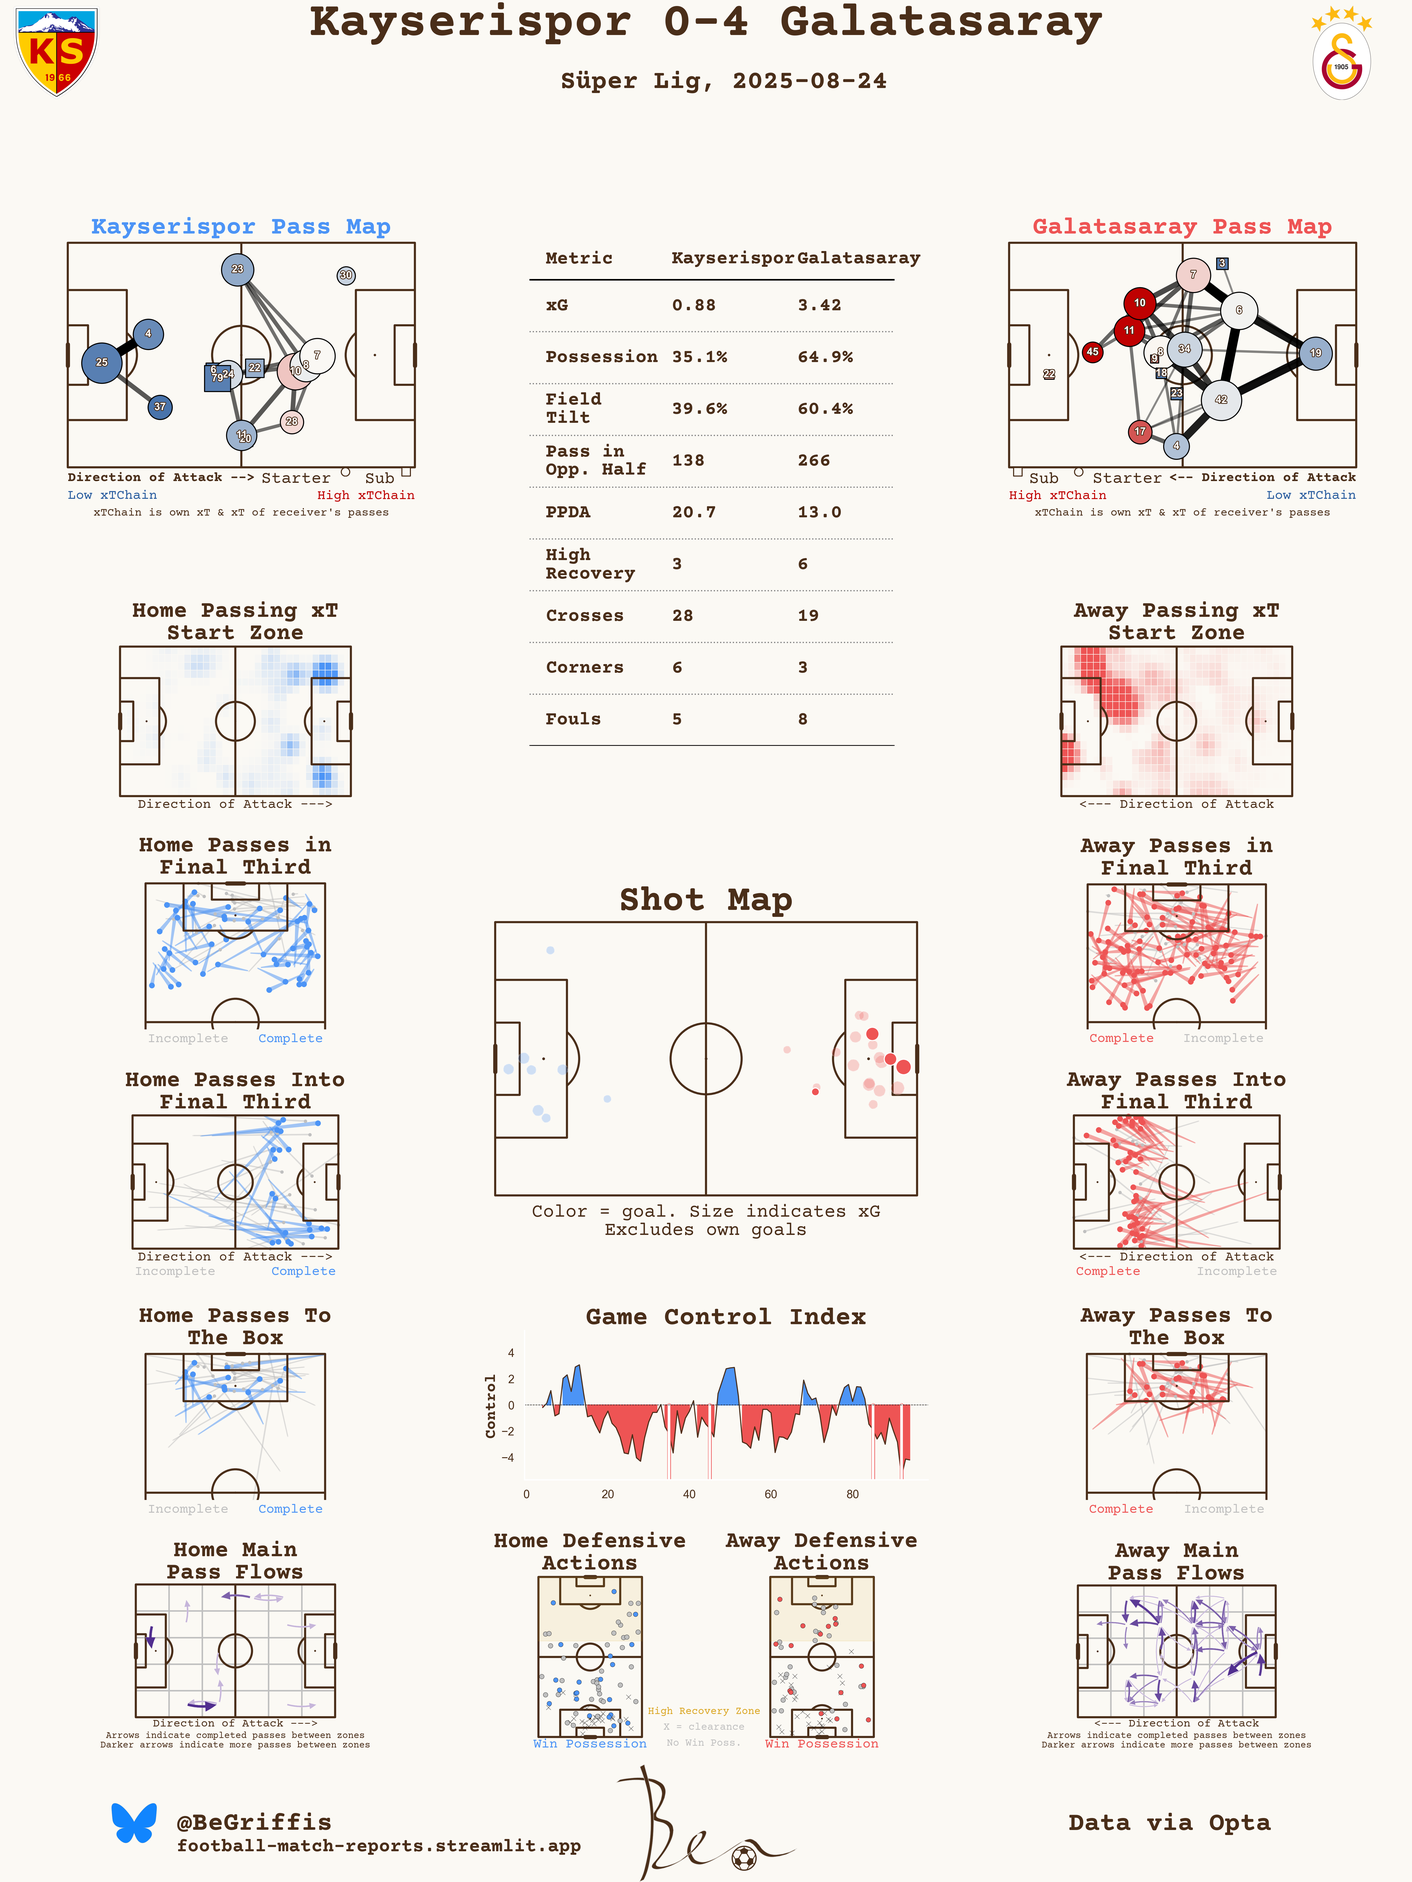 Kayserispor 0-4 Galatasaray
Süper Lig, 2025-08-24
KS
1966
1905
Kayserispor Pass Map
23
30
4
25
7
8
10
22
6
79
24
37
28
11
20
Direction of Attack --> Starter Sub
Low xTChain High xTChain
xTChain is own xT & xT of receiver's passes
Metric Kayserispor Galatasaray
xG 0.88 3.42
Possession 35.1% 64.9%
Field
Tilt 39.6% 60.4%
Pass in
Opp. Half 138 266
PPDA 20.7 13.0
High
Recovery 3 6
Crosses 28 19
Corners 6 3
Fouls 5 8
Galatasaray Pass Map
3
7
10
6
11
45
8
9
34
19
22
18
23
42
17
4
Sub Starter <-- Direction of Attack
High xTChain Low xTChain
xTChain is own xT & xT of receiver's passes
Home Passing xT
Start Zone
Direction of Attack --->
Away Passing xT
Start Zone
<--- Direction of Attack
Home Passes in
Final Third
Incomplete Complete
Away Passes in
Final Third
Complete Incomplete
Shot Map
Color = goal. Size indicates xG
Excludes own goals
Home Passes Into
Final Third
Direction of Attack --->
Incomplete Complete
Away Passes Into
Final Third
<--- Direction of Attack
Complete Incomplete
Home Passes To
The Box
Incomplete Complete
Game Control Index
Control
4
2
0
−2
−4
0 20 40 60 80
Away Passes To
The Box
Complete Incomplete
Home Main
Pass Flows
Direction of Attack --->
Arrows indicate completed passes between zones
Darker arrows indicate more passes between zones
Home Defensive
Actions
Win Possession
Away Defensive
Actions
Win Possession
High Recovery Zone
X = clearance
No Win Poss.
Away Main
Pass Flows
<--- Direction of Attack
Arrows indicate completed passes between zones
Darker arrows indicate more passes between zones
@BeGriffis
football-match-reports.streamlit.app
Ben
Data via Opta